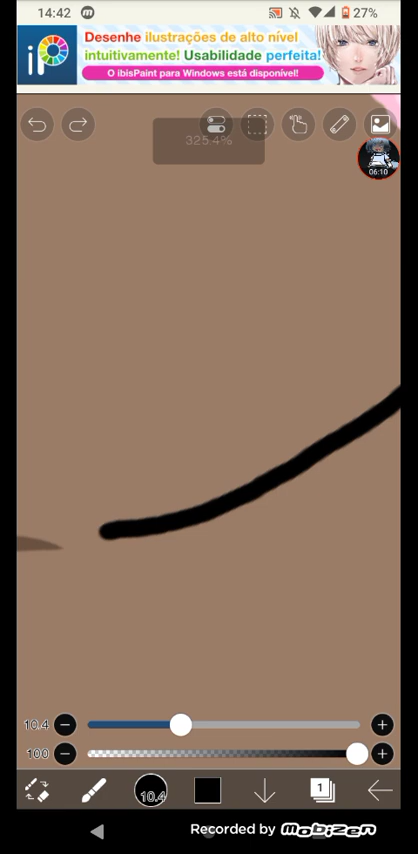 14:42 m 27%
iP
Desenhe ilustrações de alto nível
intuitivamente! Usabilidade perfeita!
O ibisPaint para Windows está disponível!
325.4%
06:10
10.4
100
10.4
1
Recorded by MOBIZEN